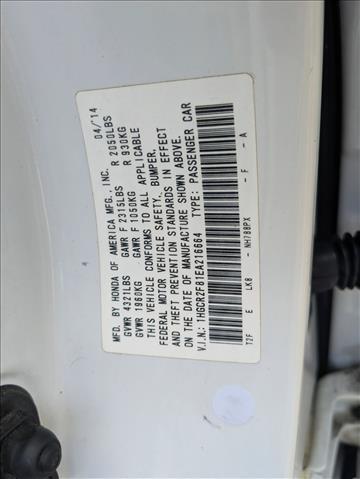 MFD. BY HONDA OF AMERICA MFG., INC. 04/'14
GVWR 4321LBS GAWR F 2315LBS R 2050LBS
GVWR 1960KG GAWR F 1050KG R 930KG
THIS VEHICLE CONFORMS TO ALL APPLICABLE
FEDERAL MOTOR VEHICLE SAFETY, BUMPER,
AND THEFT PREVENTION STANDARDS IN EFFECT
ON THE DATE OF MANUFACTURE SHOWN ABOVE.
V.I.N.: 1HGCR2F81EA216664 TYPE: PASSENGER CAR
T2F E LK8 - NH788PX - F - A